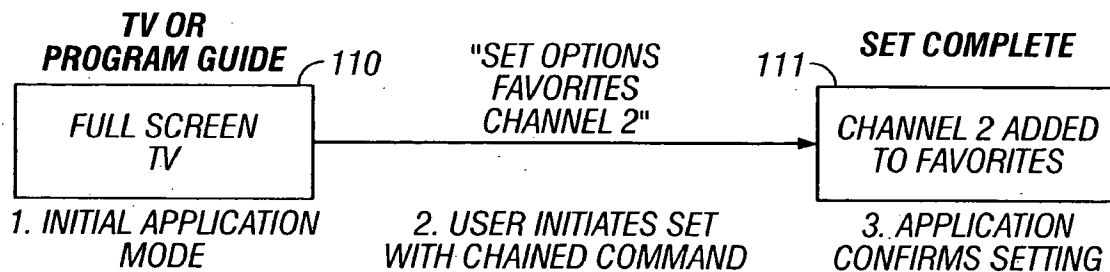 TV OR
PROGRAM GUIDE
110
FULL SCREEN
TV
1. INITIAL APPLICATION
MODE
"SET OPTIONS
FAVORITES
CHANNEL 2"
2. USER INITIATES SET
WITH CHAINED COMMAND
SET COMPLETE
111
CHANNEL 2 ADDED
TO FAVORITES
3. APPLICATION
CONFIRMS SETTING